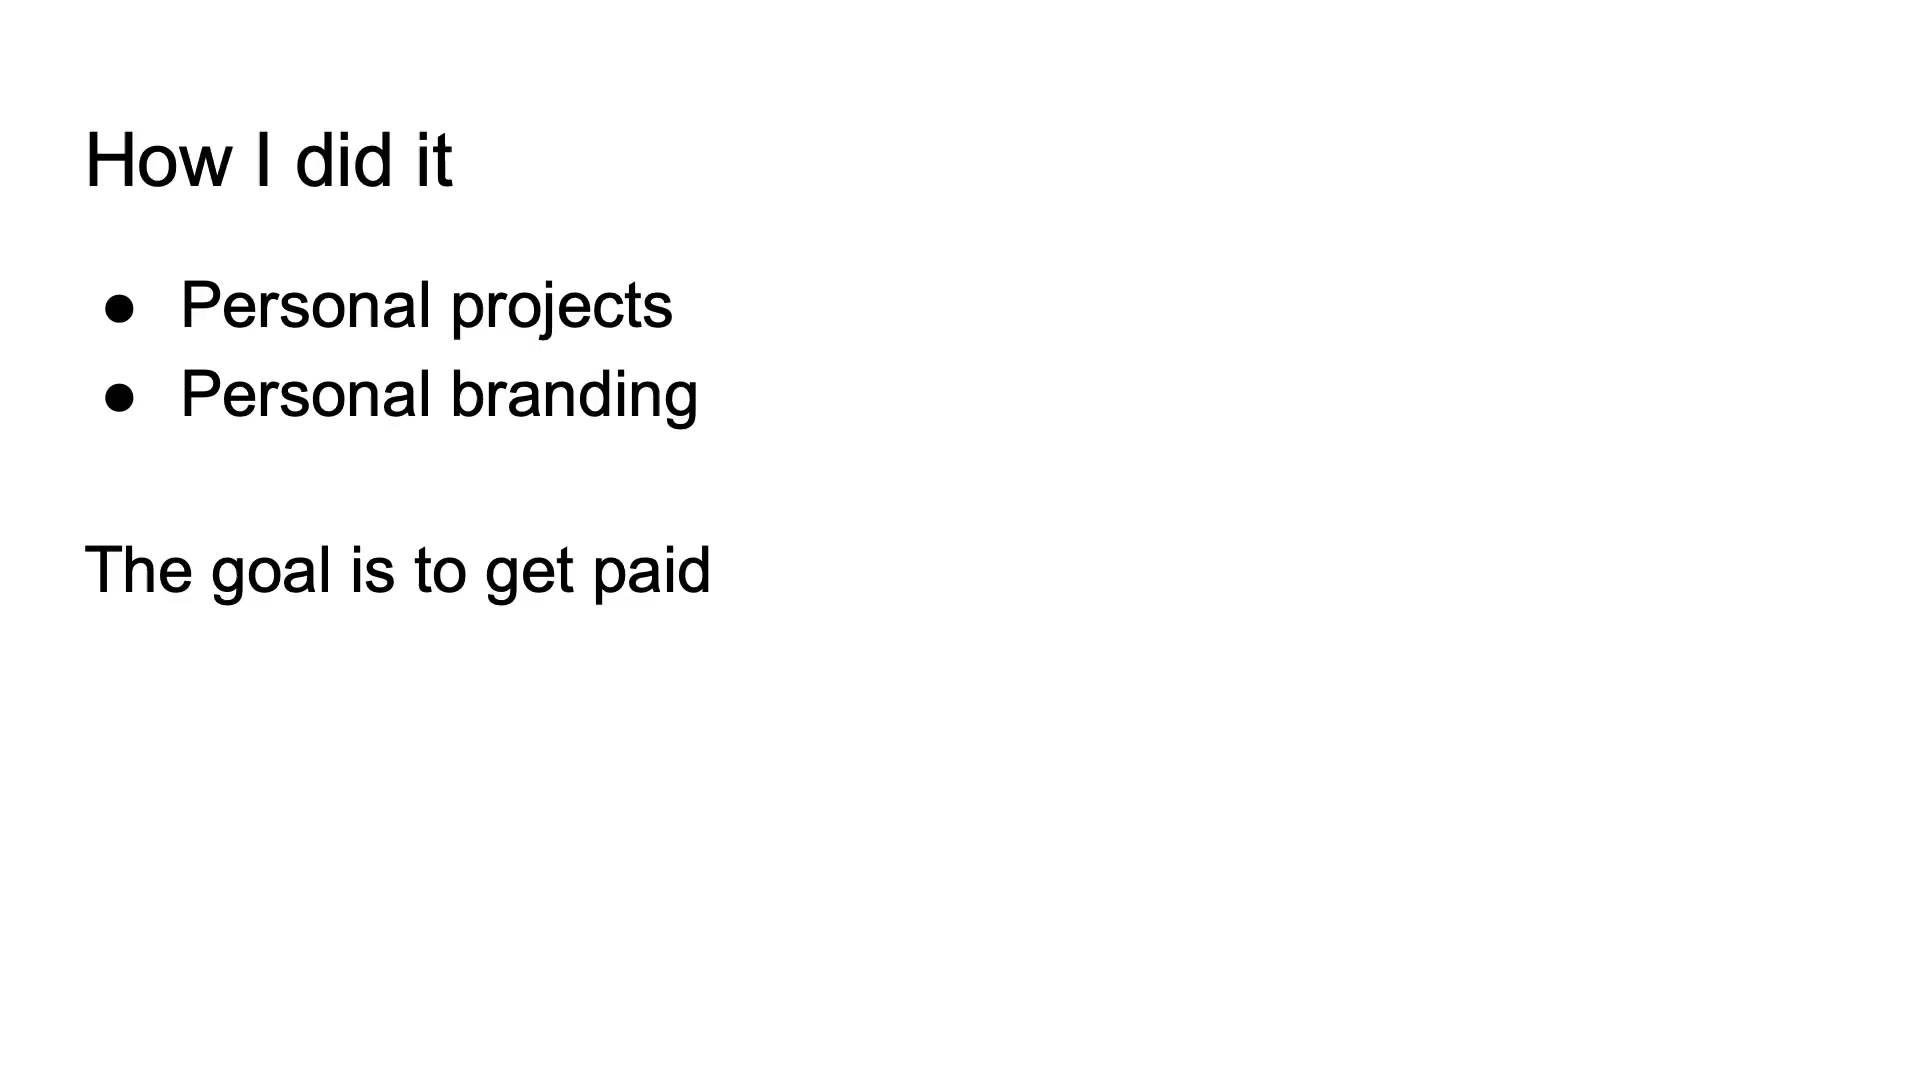 How I did it
● Personal projects
● Personal branding
The goal is to get paid